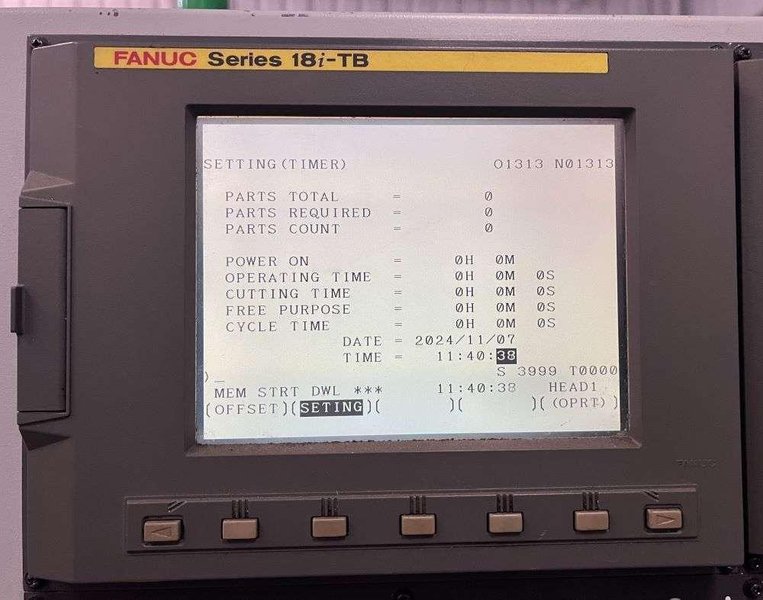 FANUC Series 18i-TB
SETTING(TIMER) O1313 N01313
PARTS TOTAL = 0
PARTS REQUIRED = 0
PARTS COUNT = 0
POWER ON = 0H 0M
OPERATING TIME = 0H 0M 0S
CUTTING TIME = 0H 0M 0S
FREE PURPOSE = 0H 0M 0S
CYCLE TIME = 0H 0M 0S
DATE = 2024/11/07
TIME = 11:40:38
)_
S 3999 T0000
MEM STRT DWL *** 11:40:38 HEAD1
(OFFSET)(SETING)( )( )((OPRT))
FANUC